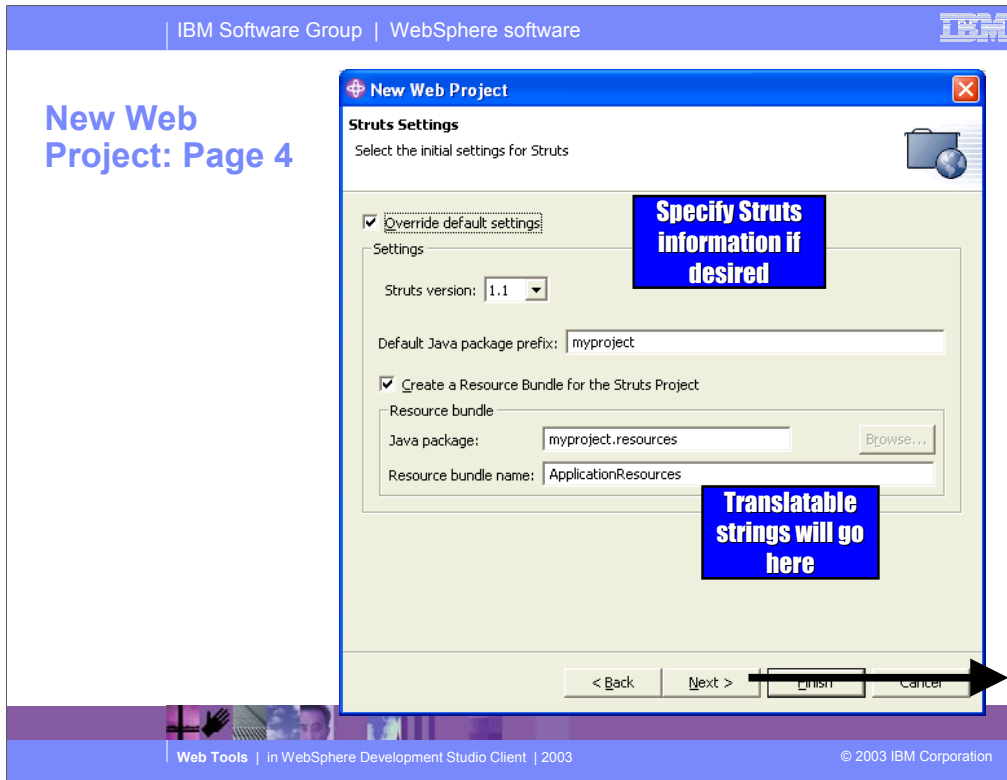 IBM Software Group | WebSphere software
IBM
New Web
Project: Page 4
New Web Project
Struts Settings
Select the initial settings for Struts
Override default settings
Specify Struts
information if
desired
Settings
Struts version: 1.1
Default Java package prefix: myproject
Create a Resource Bundle for the Struts Project
Resource bundle
Java package: myproject.resources Browse...
Resource bundle name: ApplicationResources
Translatable
strings will go
here
< Back Next > Finish Cancel
Web Tools | in WebSphere Development Studio Client | 2003
© 2003 IBM Corporation